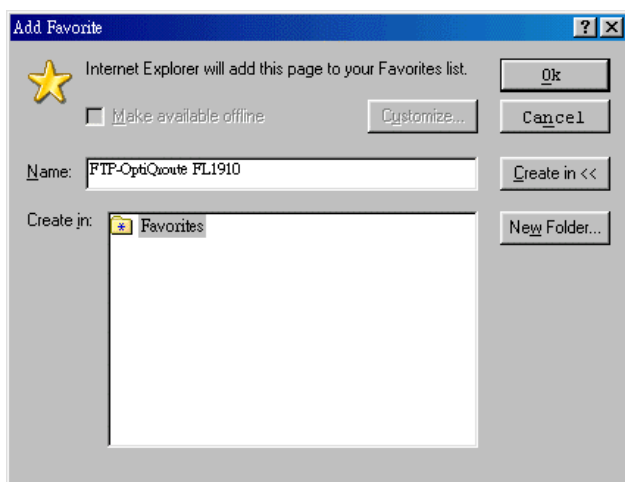 Add Favorite
Internet Explorer will add this page to your Favorites list.
Ok
Make available offline
Customize...
Cancel
Name: FTP-OptiQroute FL1910
Create in <<
Create in: Favorites
New Folder...